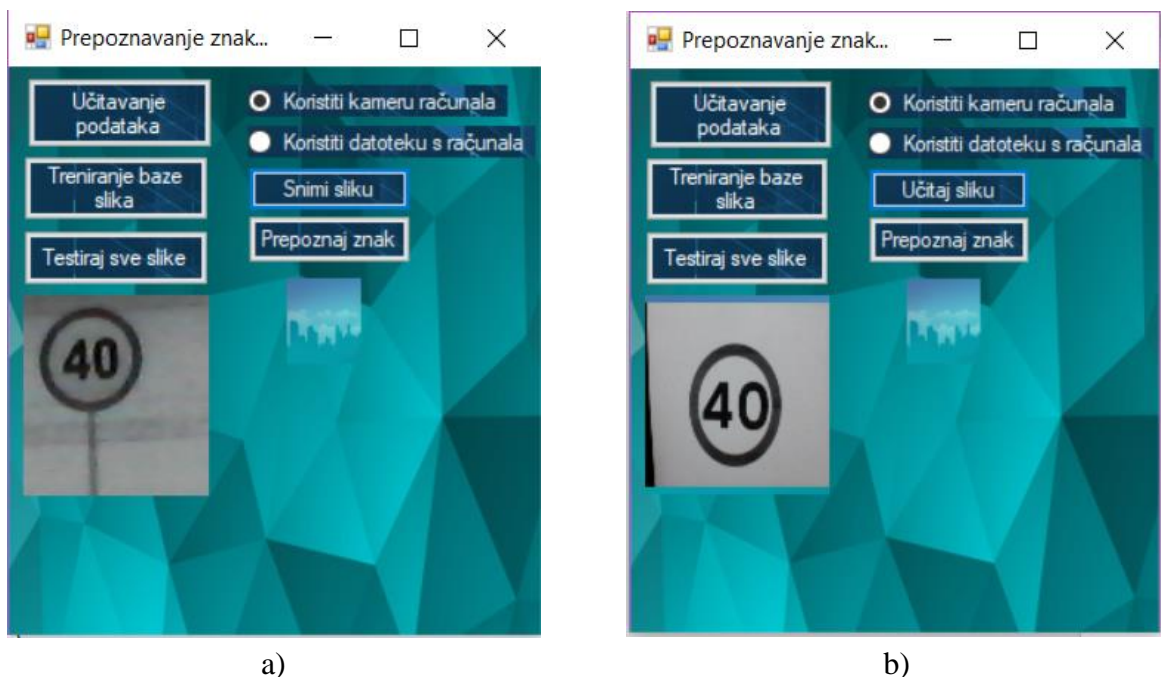 Prepoznavanje znak...
Učitavanje
podataka
Koristiti kameru računala
Koristiti datoteku s računala
Treniranje baze
slika
Snimi sliku
Prepoznaj znak
Testiraj sve slike
40
a)
Prepoznavanje znak...
Učitavanje
podataka
Koristiti kameru računala
Koristiti datoteku s računala
Treniranje baze
slika
Učitaj sliku
Prepoznaj znak
Testiraj sve slike
40
b)